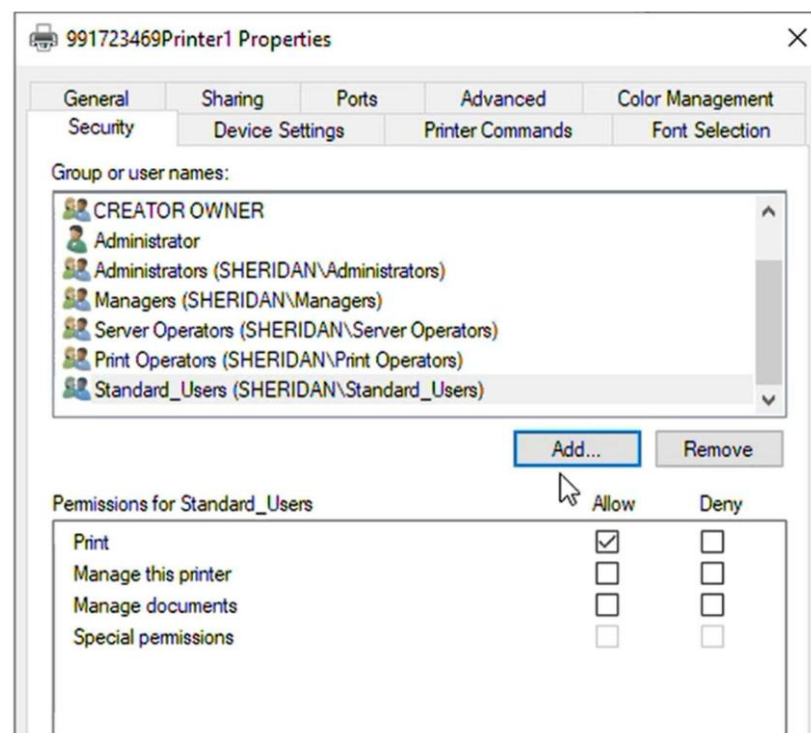 991723469Printer1 Properties
General Sharing Ports Advanced Color Management
Security Device Settings Printer Commands Font Selection
Group or user names:
CREATOR OWNER
Administrator
Administrators (SHERIDAN\Administrators)
Managers (SHERIDAN\Managers)
Server Operators (SHERIDAN\Server Operators)
Print Operators (SHERIDAN\Print Operators)
Standard_Users (SHERIDAN\Standard_Users)
Add... Remove
Permissions for Standard_Users Allow Deny
Print
Manage this printer
Manage documents
Special permissions